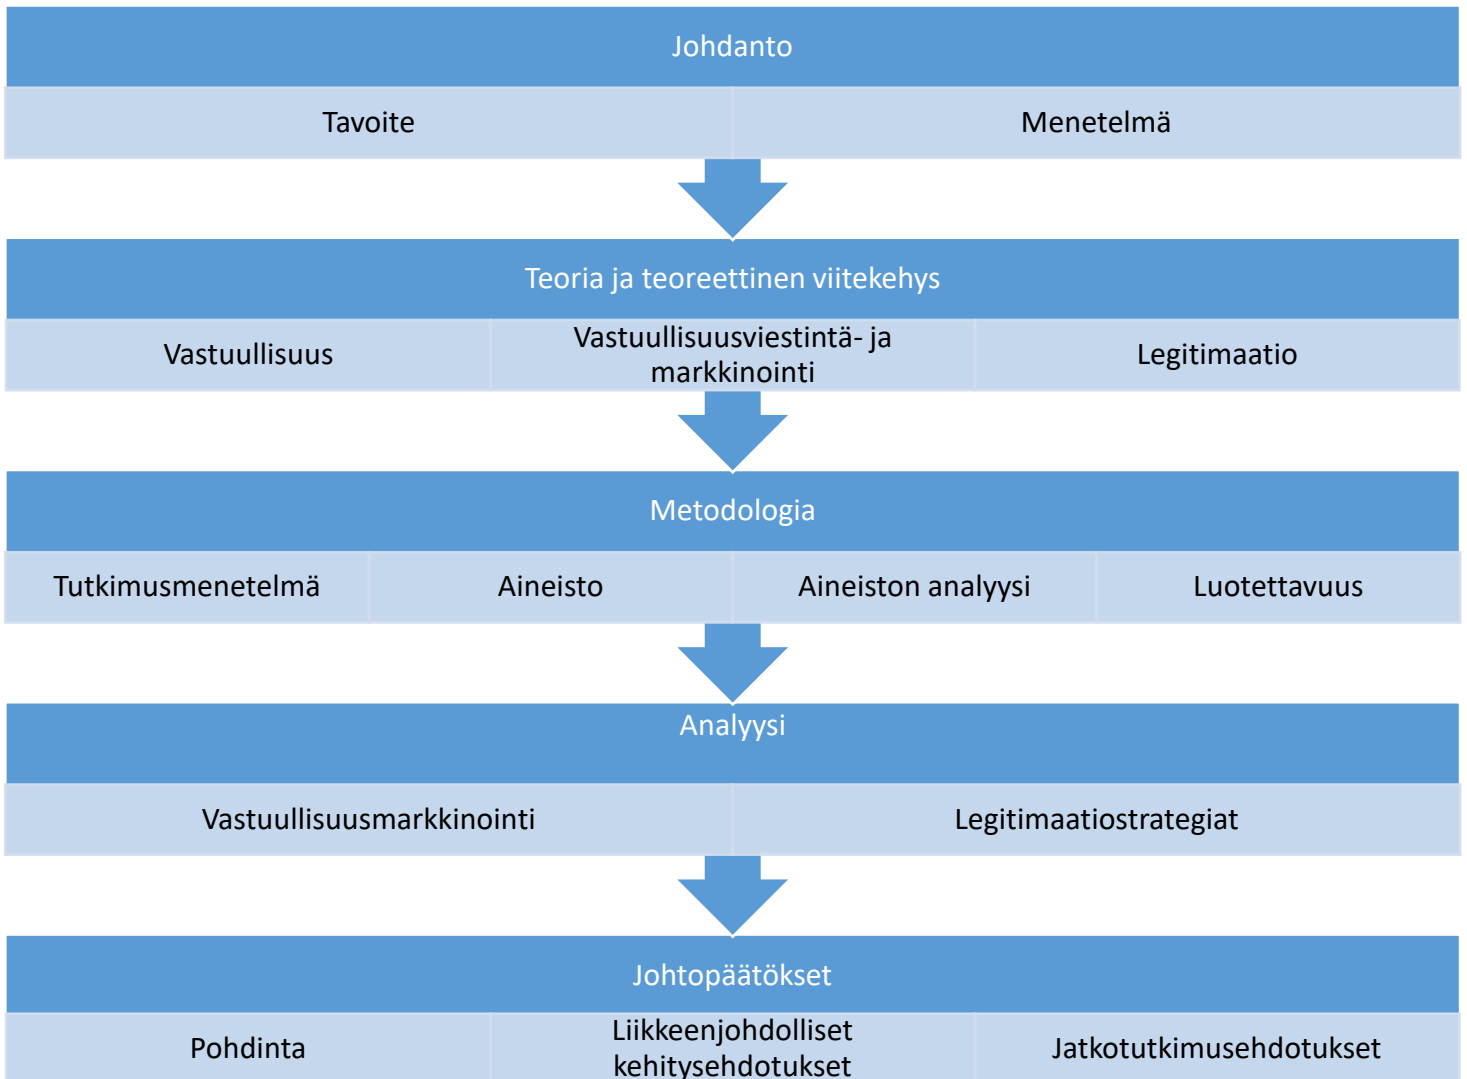 Johdanto
Tavoite
Menetelmä
Teoria ja teoreettinen viitekehys
Vastuullisuus
Vastuullisuusviestintä- ja
markkinointi
Legitimaatio
Metodologia
Tutkimusmenetelmä
Aineisto
Aineiston analyysi
Luotettavuus
Analyysi
Vastuullisuusmarkkinointi
Legitimaatiostrategiat
Johtopäätökset
Pohdinta
Liikkeenjohdolliset
kehitysehdotukset
Jatkotutkimusehdotukset